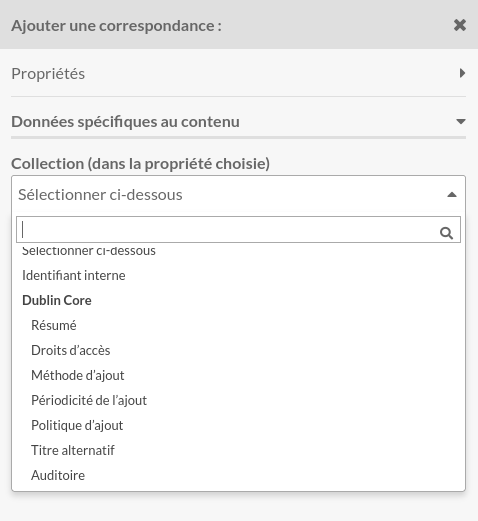 Ajouter une correspondance :
Propriétés
Données spécifiques au contenu
Collection (dans la propriété choisie)
Sélectionner ci-dessous
Sélectionner ci-dessous
Identifiant interne
Dublin Core
Résumé
Droits d’accès
Méthode d’ajout
Périodicité de l’ajout
Politique d’ajout
Titre alternatif
Auditoire